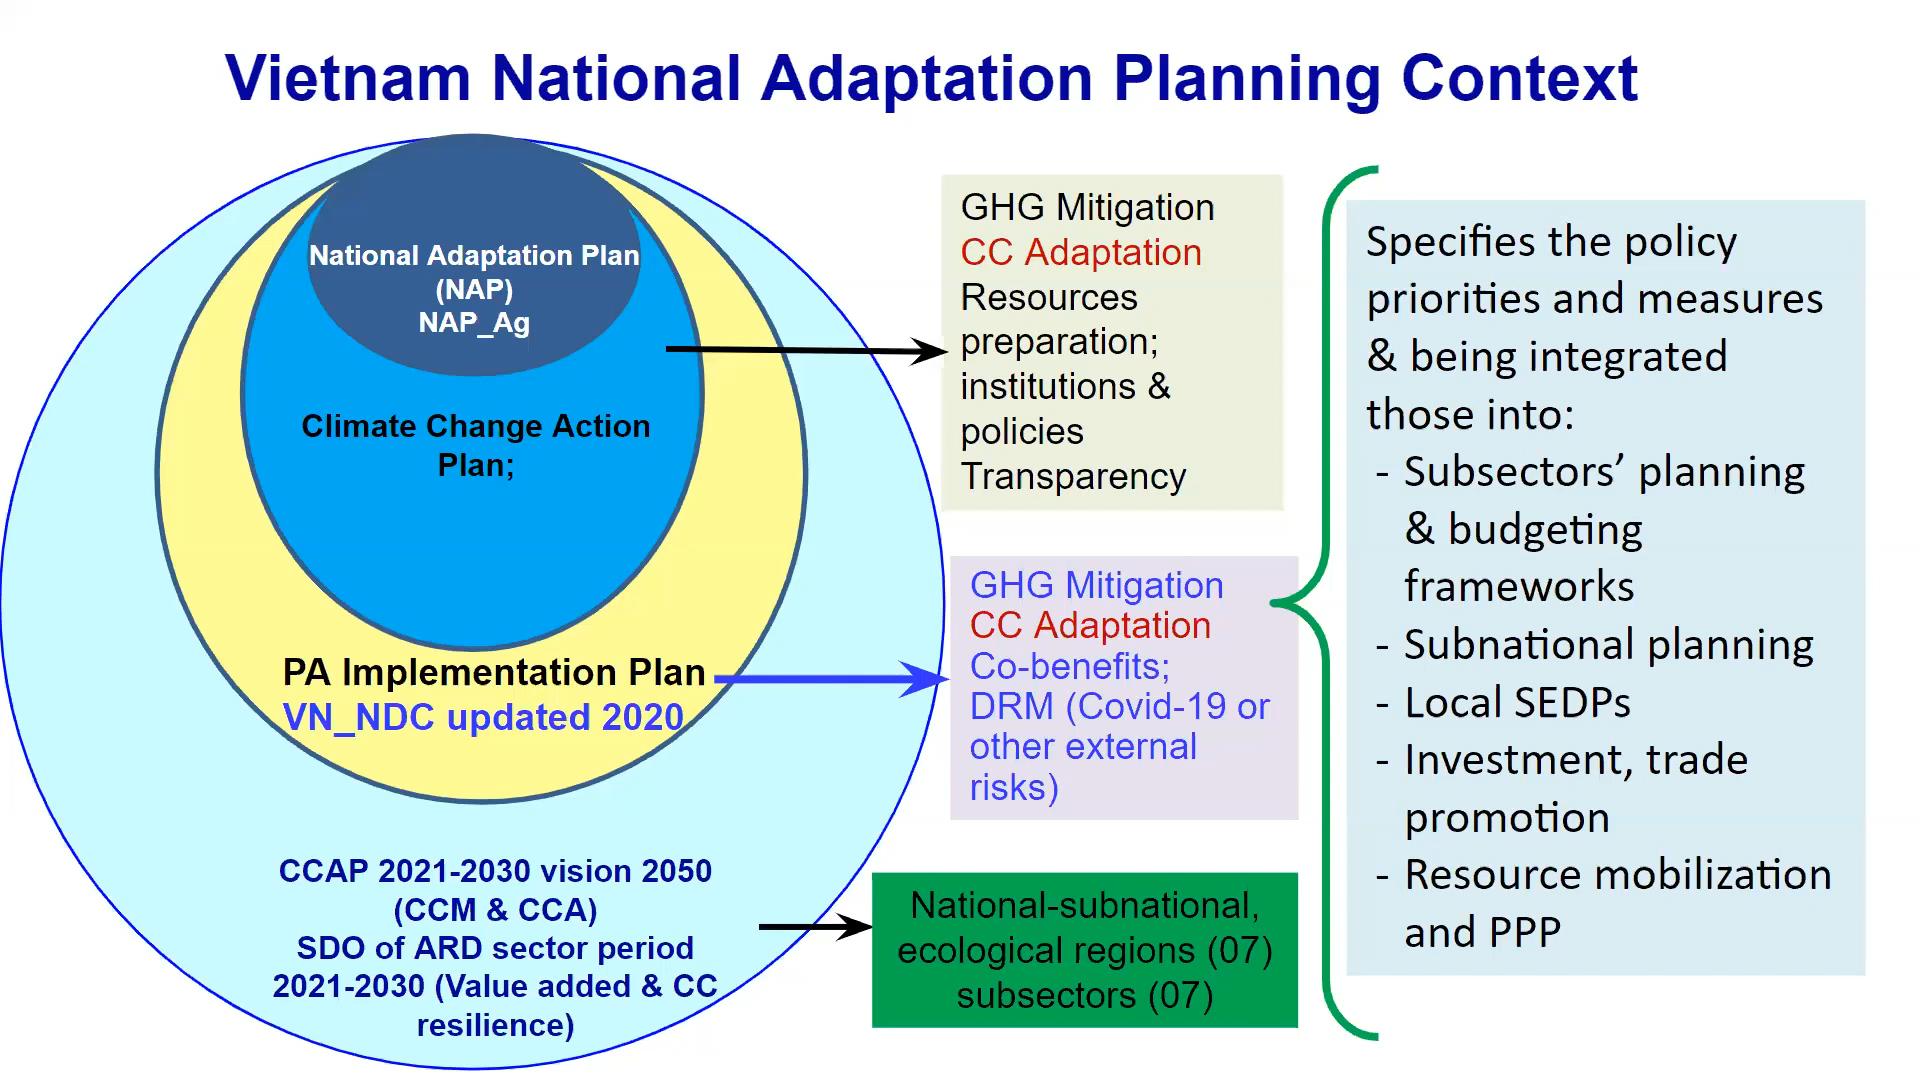 Vietnam National Adaptation Planning Context
National Adaptation Plan
(NAP)
NAP_Ag
Climate Change Action
Plan;
PA Implementation Plan
VN_NDC updated 2020
CCAP 2021-2030 vision 2050
(CCM & CCA)
SDO of ARD sector period
2021-2030 (Value added & CC
resilience)
GHG Mitigation
CC Adaptation
Resources
preparation;
institutions &
policies
Transparency
GHG Mitigation
CC Adaptation
Co-benefits;
DRM (Covid-19 or
other external
risks)
National-subnational,
ecological regions (07)
subsectors (07)
Specifies the policy
priorities and measures
& being integrated
those into:
- Subsectors’ planning
& budgeting
frameworks
- Subnational planning
- Local SEDPs
- Investment, trade
promotion
- Resource mobilization
and PPP